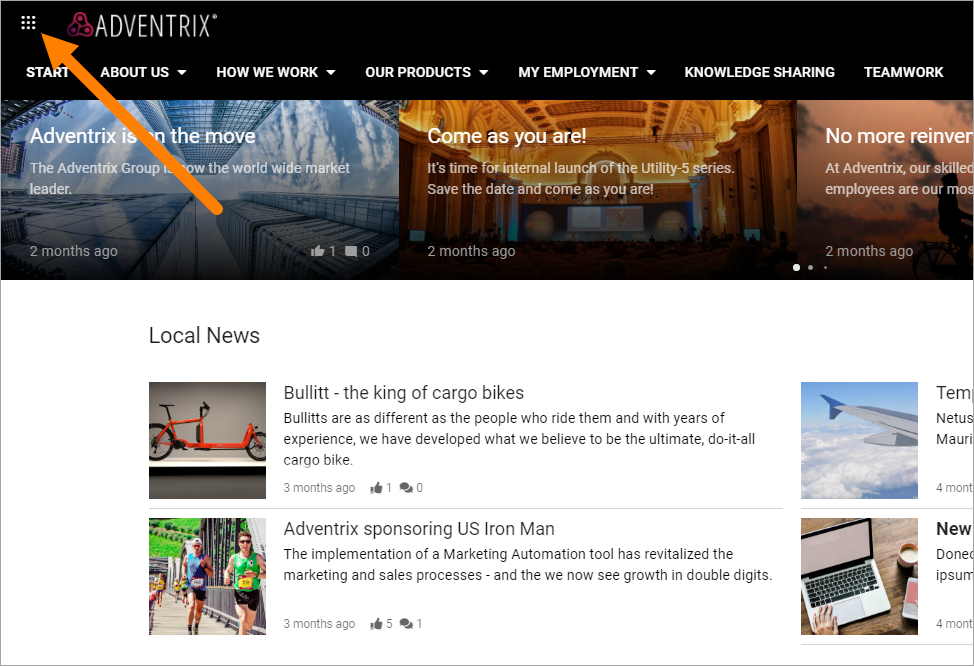 ADVENTRIX®
START ABOUT US HOW WE WORK OUR PRODUCTS MY EMPLOYMENT KNOWLEDGE SHARING TEAMWORK
Adventrix is on the move
The Adventrix Group is now the world wide market
leader.
2 months ago 1 0
Come as you are!
It's time for internal launch of the Utility-5 series.
Save the date and come as you are!
2 months ago
No more reinver
At Adventrix, our skilled
employees are our mos
2 months ago
Local News
Bullitt - the king of cargo bikes
Bullitts are as different as the people who ride them and with years of
experience, we have developed what we believe to be the ultimate, do-it-all
cargo bike.
3 months ago 1 0
Adventrix sponsoring US Iron Man
The implementation of a Marketing Automation tool has revitalized the
marketing and sales processes - and the we now see growth in double digits.
3 months ago 5 1
Temp
Netus
Mauri
4 mont
New
Donec
ipsum
4 mont